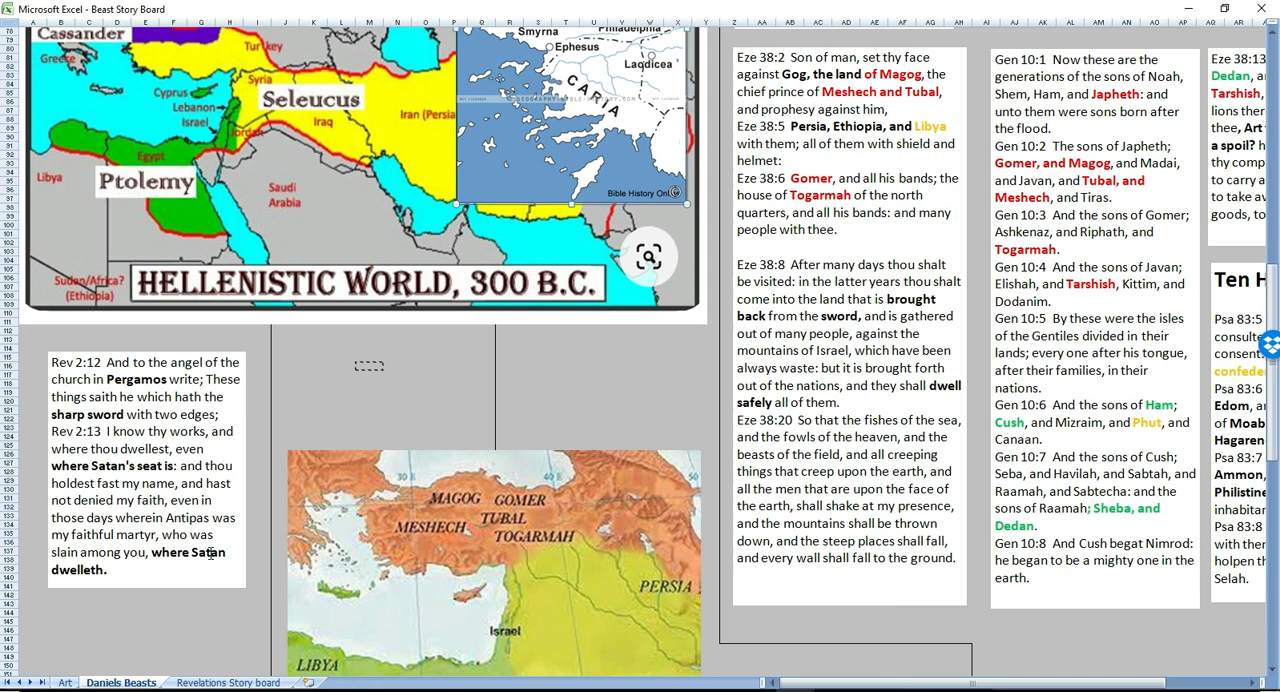 Microsoft Excel - Beast Story Board
Cassander
Greece
Turkey
Syria
Cyprus
Seleucus
Lebanon
Israel
Jordan
Iraq
Iran (Persia
Egypt
Libya
Ptolemy
Saudi
Arabia
Sudan/Africa?
(Ethiopia)
HELLENISTIC WORLD, 300 B.C.
Smyrna
Philadelphia
Ephesus
Laodicea
CARIA
Bible History Onl
Rev 2:12 And to the angel of the
church in Pergamos write; These
things saith he which hath the
sharp sword with two edges;
Rev 2:13 I know thy works, and
where thou dwellest, even
where Satan's seat is: and thou
holdest fast my name, and hast
not denied my faith, even in
those days wherein Antipas was
my faithful martyr, who was
slain among you, where Satan
dwelleth.
30 E
40 E
50
MAGOG GOMER
MESHECH TUBAL
TOGARMAH
PERSIA
Israel
LIBYA
Eze 38:2 Son of man, set thy face
against Gog, the land of Magog, the
chief prince of Meshech and Tubal,
and prophesy against him,
Eze 38:5 Persia, Ethiopia, and Libya
with them; all of them with shield and
helmet:
Eze 38:6 Gomer, and all his bands; the
house of Togarmah of the north
quarters, and all his bands: and many
people with thee.
Eze 38:8 After many days thou shalt
be visited: in the latter years thou shalt
come into the land that is brought
back from the sword, and is gathered
out of many people, against the
mountains of Israel, which have been
always waste: but it is brought forth
out of the nations, and they shall dwell
safely all of them.
Eze 38:20 So that the fishes of the sea,
and the fowls of the heaven, and the
beasts of the field, and all creeping
things that creep upon the earth, and
all the men that are upon the face of
the earth, shall shake at my presence,
and the mountains shall be thrown
down, and the steep places shall fall,
and every wall shall fall to the ground.
Gen 10:1 Now these are the
generations of the sons of Noah,
Shem, Ham, and Japheth: and
unto them were sons born after
the flood.
Gen 10:2 The sons of Japheth;
Gomer, and Magog, and Madai,
and Javan, and Tubal, and
Meshech, and Tiras.
Gen 10:3 And the sons of Gomer;
Ashkenaz, and Riphath, and
Togarmah.
Gen 10:4 And the sons of Javan;
Elishah, and Tarshish, Kittim, and
Dodanim.
Gen 10:5 By these were the isles
of the Gentiles divided in their
lands; every one after his tongue,
after their families, in their
nations.
Gen 10:6 And the sons of Ham;
Cush, and Mizraim, and Phut, and
Canaan.
Gen 10:7 And the sons of Cush;
Seba, and Havilah, and Sabtah, and
Raamah, and Sabtecha: and the
sons of Raamah; Sheba, and
Dedan.
Gen 10:8 And Cush begat Nimrod:
he began to be a mighty one in the
earth.
Eze 38:13
Dedan, a
Tarshish,
lions ther
thee, Art
a spoil? h
thy comp
to carry a
to take av
goods, to
Ten H
Psa 83:5
consulte
consent:
confede
Psa 83:6
Edom, a
of Moab
Hagaren
Psa 83:7
Ammon,
Philistine
inhabitar
Psa 83:8
with ther
holpen th
Selah.
Art
Daniels Beasts
Revelations Story board